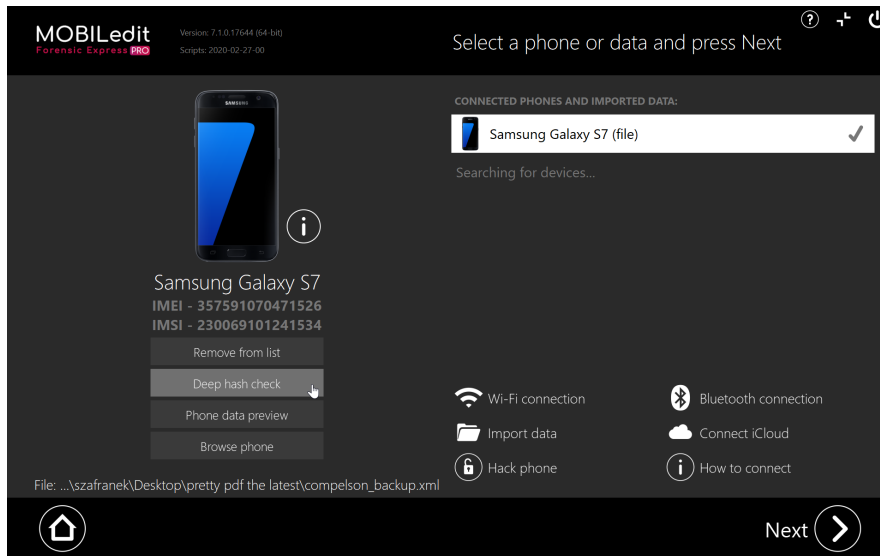 MOBILedit
Forensic Express PRO
Version: 7.1.0.17644 (64-bit)
Scripts: 2020-02-27-00
Select a phone or data and press Next
?
SAMSUNG
i
Samsung Galaxy S7
IMEI - 357591070471526
IMSI - 230069101241534
Remove from list
Deep hash check
Phone data preview
Browse phone
File: ...\szafranek\Desktop\pretty pdf the latest\compelson_backup.xml
CONNECTED PHONES AND IMPORTED DATA:
Samsung Galaxy S7 (file)
Searching for devices...
Wi-Fi connection
Bluetooth connection
Import data
Connect iCloud
Hack phone
i How to connect
Next